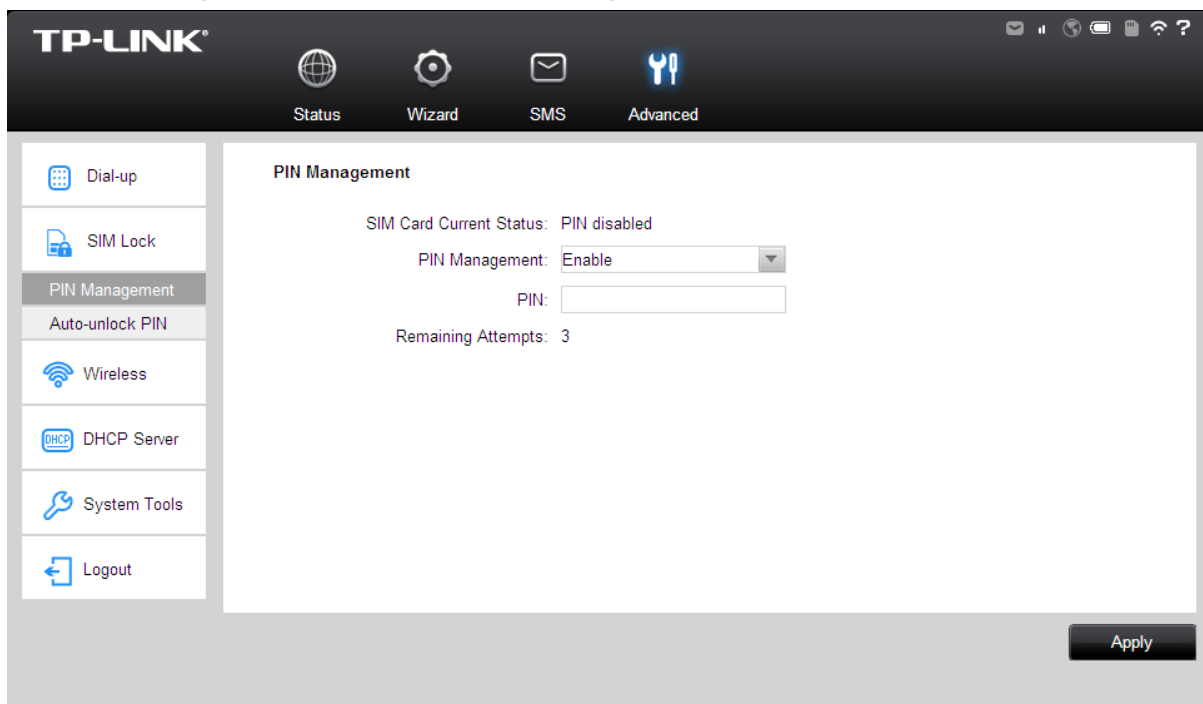 TP-LINK®
?
Status Wizard SMS Advanced
Dial-up
SIM Lock
PIN Management
Auto-unlock PIN
Wireless
DHCP DHCP Server
System Tools
Logout
PIN Management
SIM Card Current Status: PIN disabled
PIN Management: Enable
PIN:
Remaining Attempts: 3
Apply